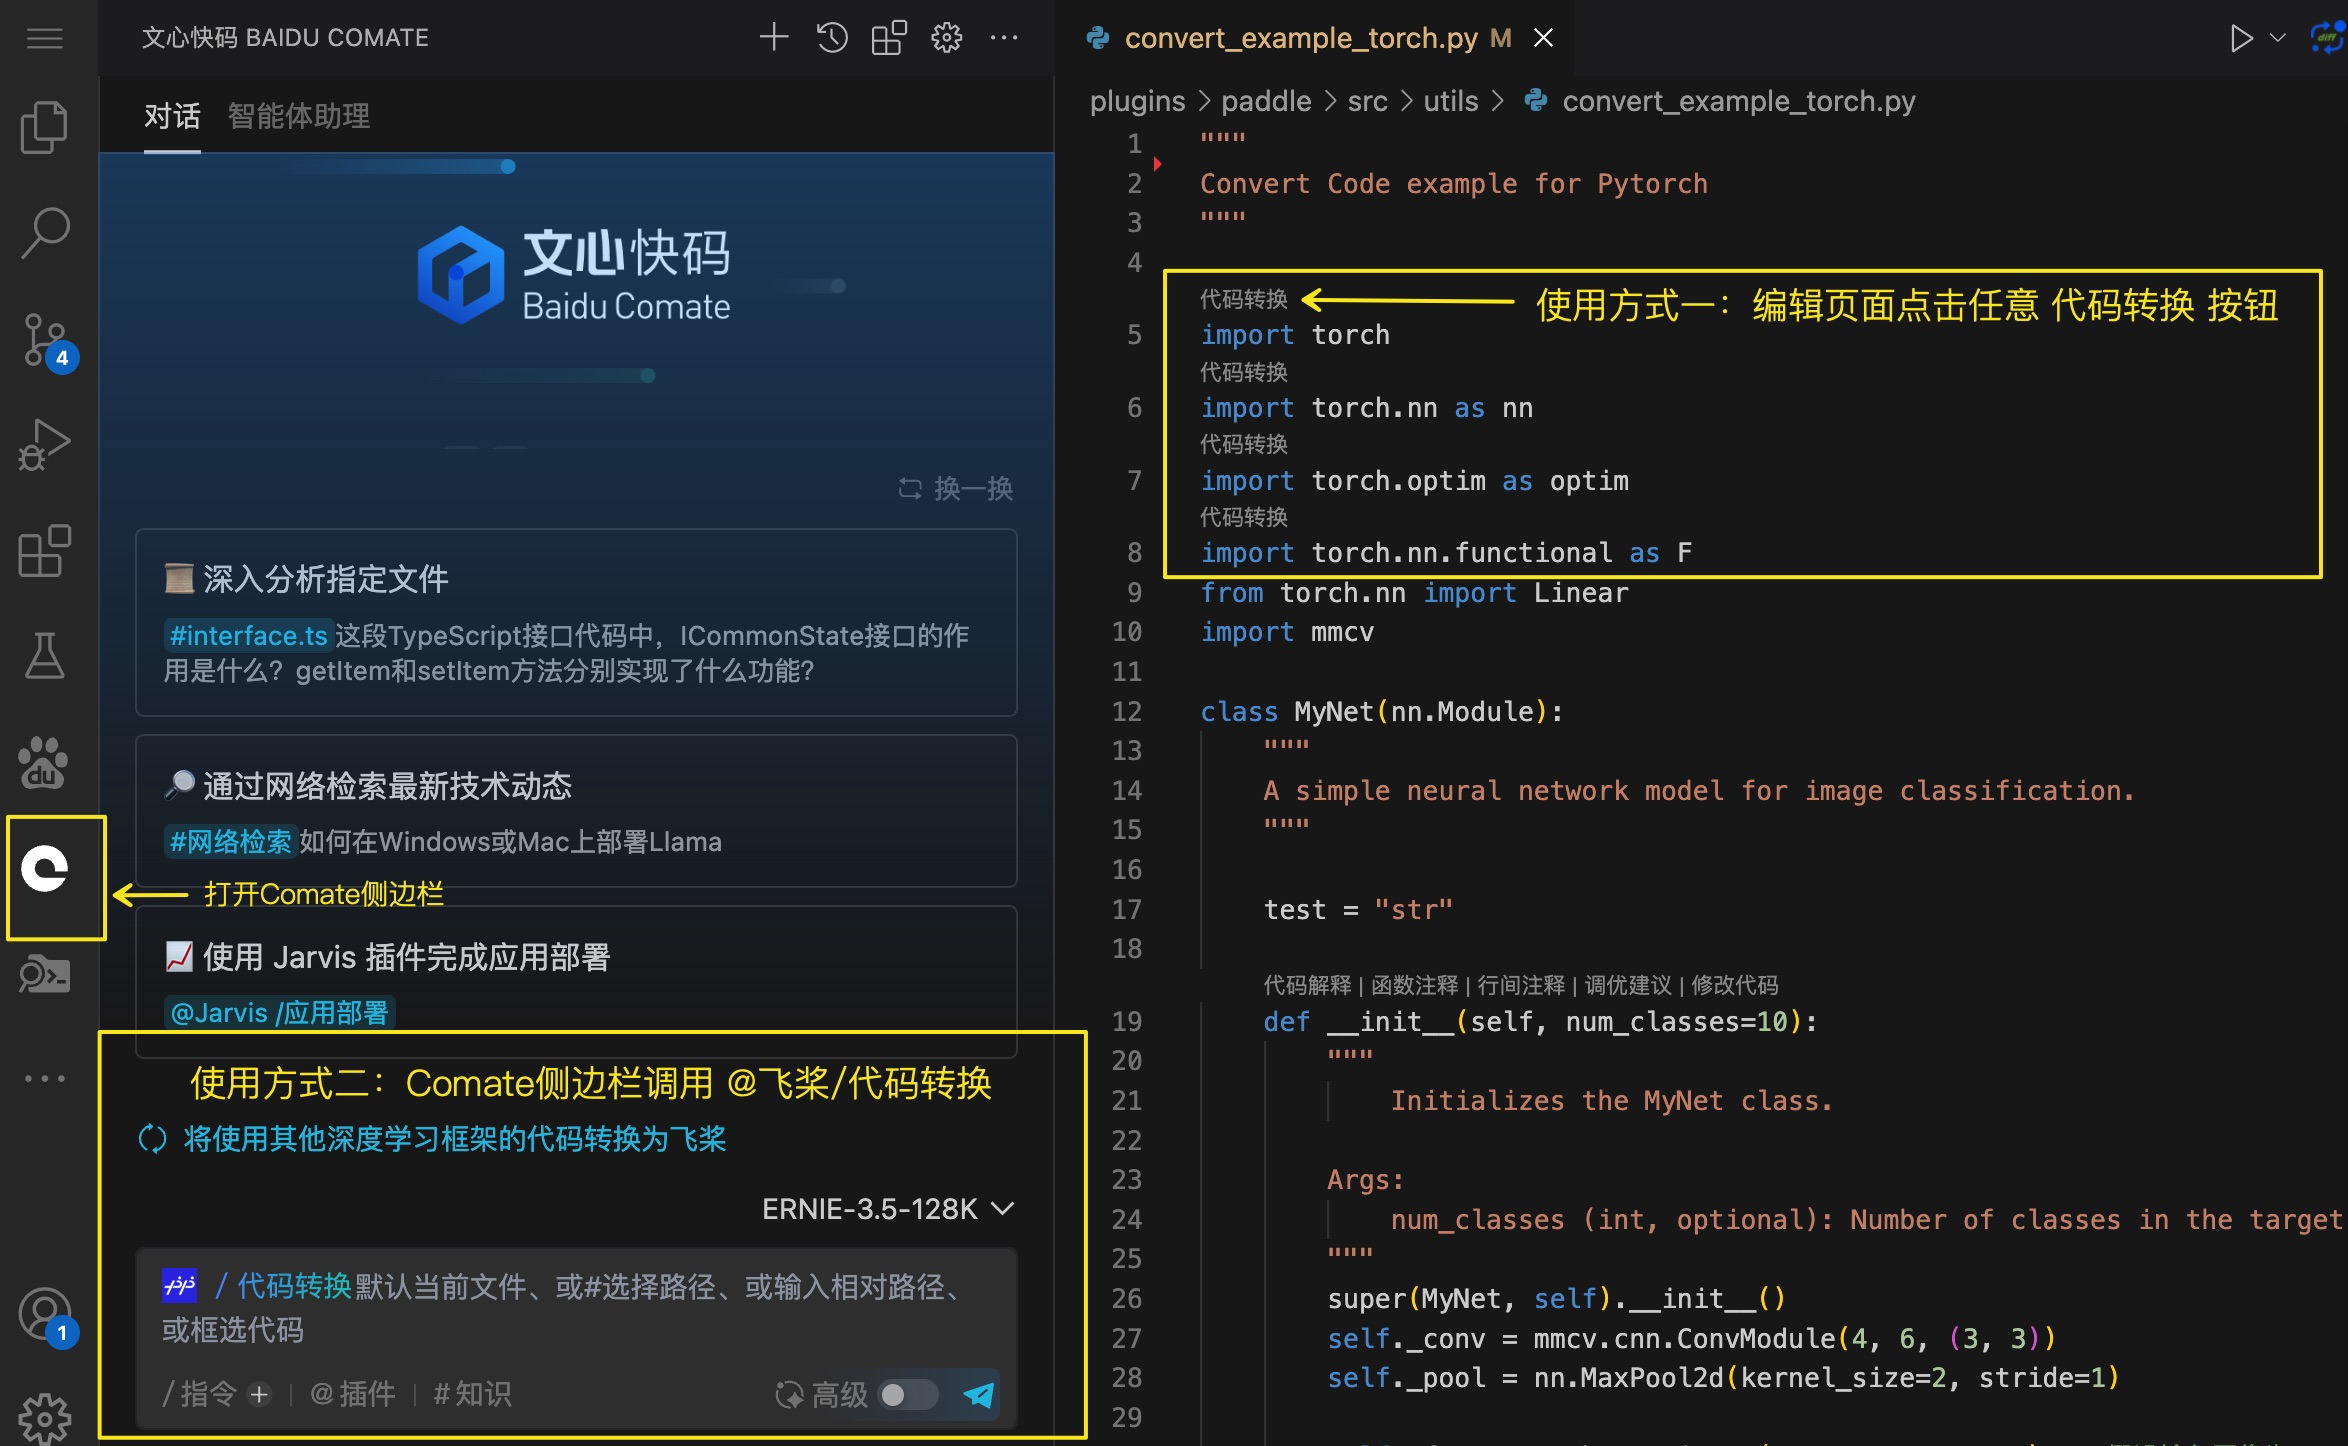 文心快码 BAIDU COMATE
对话 智能体助理
文心快码
Baidu Comate
换一换
深入分析指定文件
#interface.ts 这段TypeScript接口代码中，ICommonState接口的作
用是什么？getItem和setItem方法分别实现了什么功能？
通过网络检索最新技术动态
#网络检索 如何在Windows或Mac上部署Llama
打开Comate侧边栏
使用 Jarvis 插件完成应用部署
@Jarvis /应用部署
使用方式二：Comate侧边栏调用 @飞桨/代码转换
将使用其他深度学习框架的代码转换为飞桨
ERNIE-3.5-128K
/ 代码转换 默认当前文件、或#选择路径、或输入相对路径、
或框选代码
/ 指令 + | @ 插件 | # 知识 高级
4
du
1
convert_example_torch.py M
diff
plugins > paddle > src > utils > convert_example_torch.py
1 """
2 Convert Code example for Pytorch
3 """
4
代码转换
使用方式一：编辑页面点击任意 代码转换 按钮
5 import torch
代码转换
6 import torch.nn as nn
代码转换
7 import torch.optim as optim
代码转换
8 import torch.nn.functional as F
9 from torch.nn import Linear
10 import mmcv
11
12 class MyNet(nn.Module):
13 """
14 A simple neural network model for image classification.
15 """
16
17 test = "str"
18
代码解释 | 函数注释 | 行间注释 | 调优建议 | 修改代码
19 def __init__(self, num_classes=10):
20 """
21 Initializes the MyNet class.
22
23 Args:
24 num_classes (int, optional): Number of classes in the target
25 """
26 super(MyNet, self).__init__()
27 self._conv = mmcv.cnn.ConvModule(4, 6, (3, 3))
28 self._pool = nn.MaxPool2d(kernel_size=2, stride=1)
29